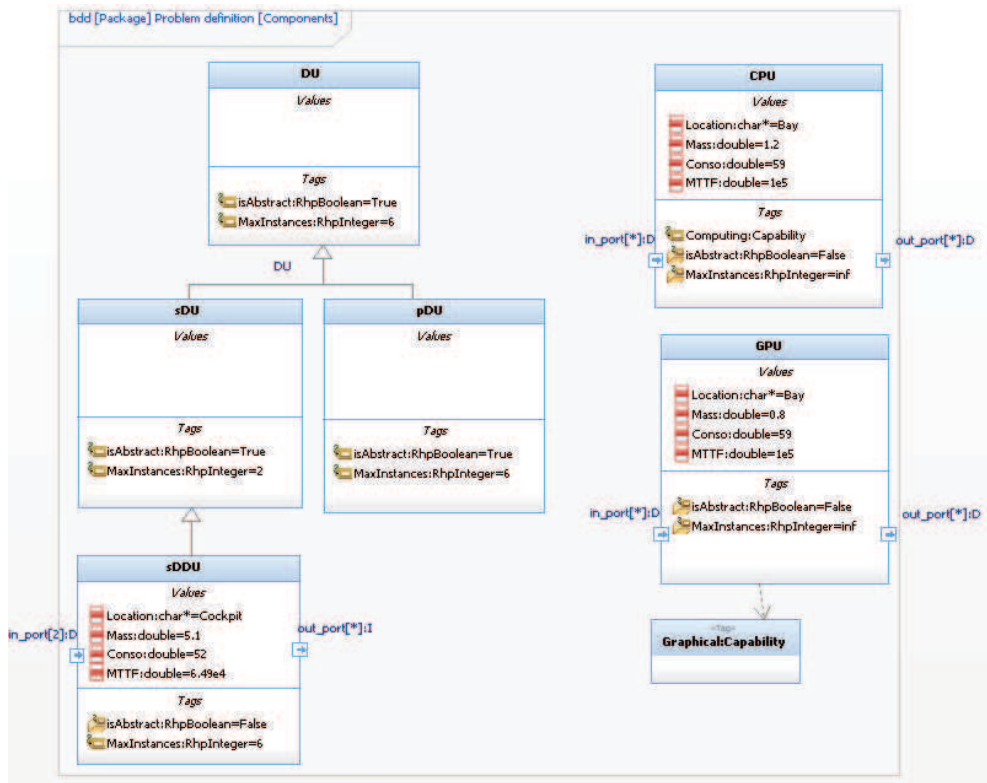 bdd [Package] Problem definition [Components]
DU
Values
Tags
isAbstract:RhpBoolean=True
MaxInstances:RhpInteger=6
DU
sDU
Values
Tags
isAbstract:RhpBoolean=True
MaxInstances:RhpInteger=2
pDU
Values
Tags
isAbstract:RhpBoolean=True
MaxInstances:RhpInteger=6
sDDU
Values
Location:char*=Cockpit
Mass:double=5.1
Conso:double=52
MTTF:double=6.49e4
Tags
isAbstract:RhpBoolean=False
MaxInstances:RhpInteger=6
in_port[2]:D
out_port[*]:I
CPU
Values
Location:char*=Bay
Mass:double=1.2
Conso:double=59
MTTF:double=1e5
Tags
Computing:Capability
isAbstract:RhpBoolean=False
MaxInstances:RhpInteger=inf
in_port[*]:D
out_port[*]:D
GPU
Values
Location:char*=Bay
Mass:double=0.8
Conso:double=59
MTTF:double=1e5
Tags
isAbstract:RhpBoolean=False
MaxInstances:RhpInteger=inf
in_port[*]:D
out_port[*]:D
«Tag»
Graphical:Capability